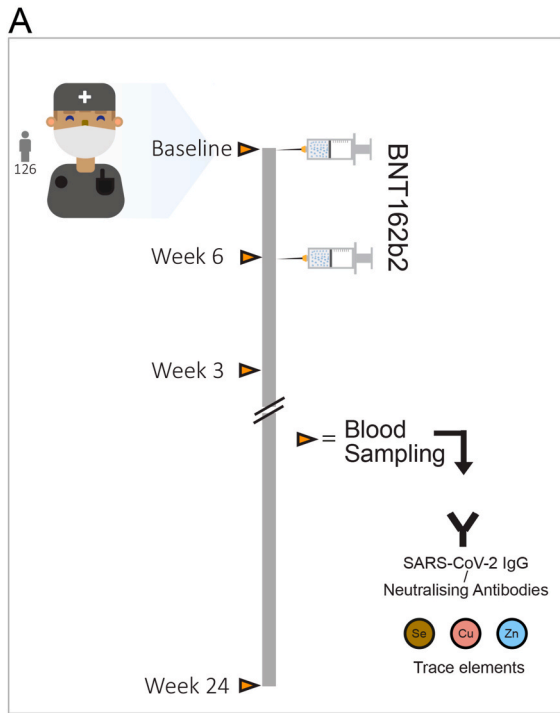 A
126
Baseline
BNT162b2
Week 6
Week 3
= Blood
Sampling
SARS-CoV-2 IgG
/
Neutralising Antibodies
Se Cu Zn
Trace elements
Week 24